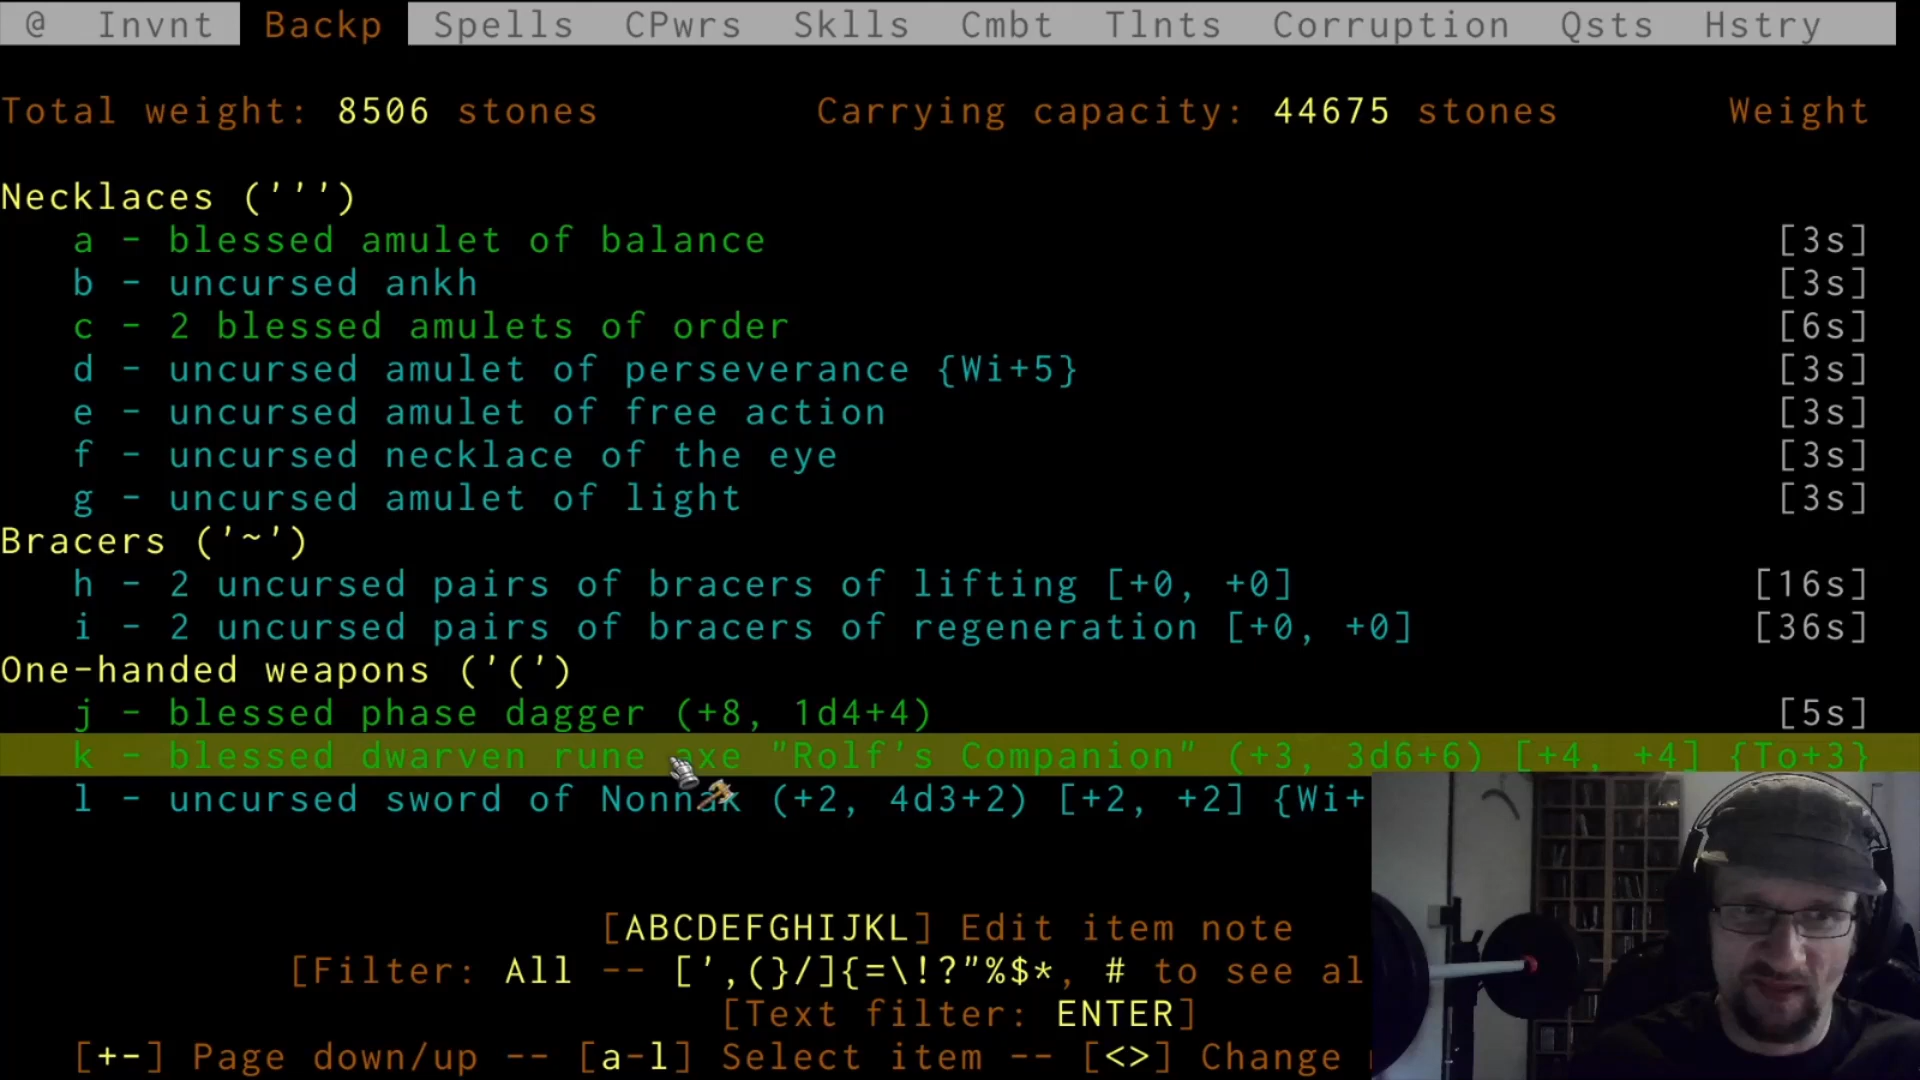 @ Invnt Backp Spells CPwrs Sklls Cmbt Tlnts Corruption Qsts Hstry
Total weight: 8506 stones Carrying capacity: 44675 stones Weight
Necklaces (''')
a - blessed amulet of balance [3s]
b - uncursed ankh [3s]
c - 2 blessed amulets of order [6s]
d - uncursed amulet of perseverance {Wi+5} [3s]
e - uncursed amulet of free action [3s]
f - uncursed necklace of the eye [3s]
g - uncursed amulet of light [3s]
Bracers ('~')
h - 2 uncursed pairs of bracers of lifting [+0, +0] [16s]
i - 2 uncursed pairs of bracers of regeneration [+0, +0] [36s]
One-handed weapons ('(')
j - blessed phase dagger (+8, 1d4+4) [5s]
k - blessed dwarven rune axe "Rolf's Companion" (+3, 3d6+6) [+4, +4] {To+3}
l - uncursed sword of Nonnak (+2, 4d3+2) [+2, +2] {Wi+
[ABCDEFGHIJKL] Edit item note
[Filter: All -- [',(}/]{=\!?"%$*, # to see al
[Text filter: ENTER]
[+-] Page down/up -- [a-l] Select item -- [<>] Change